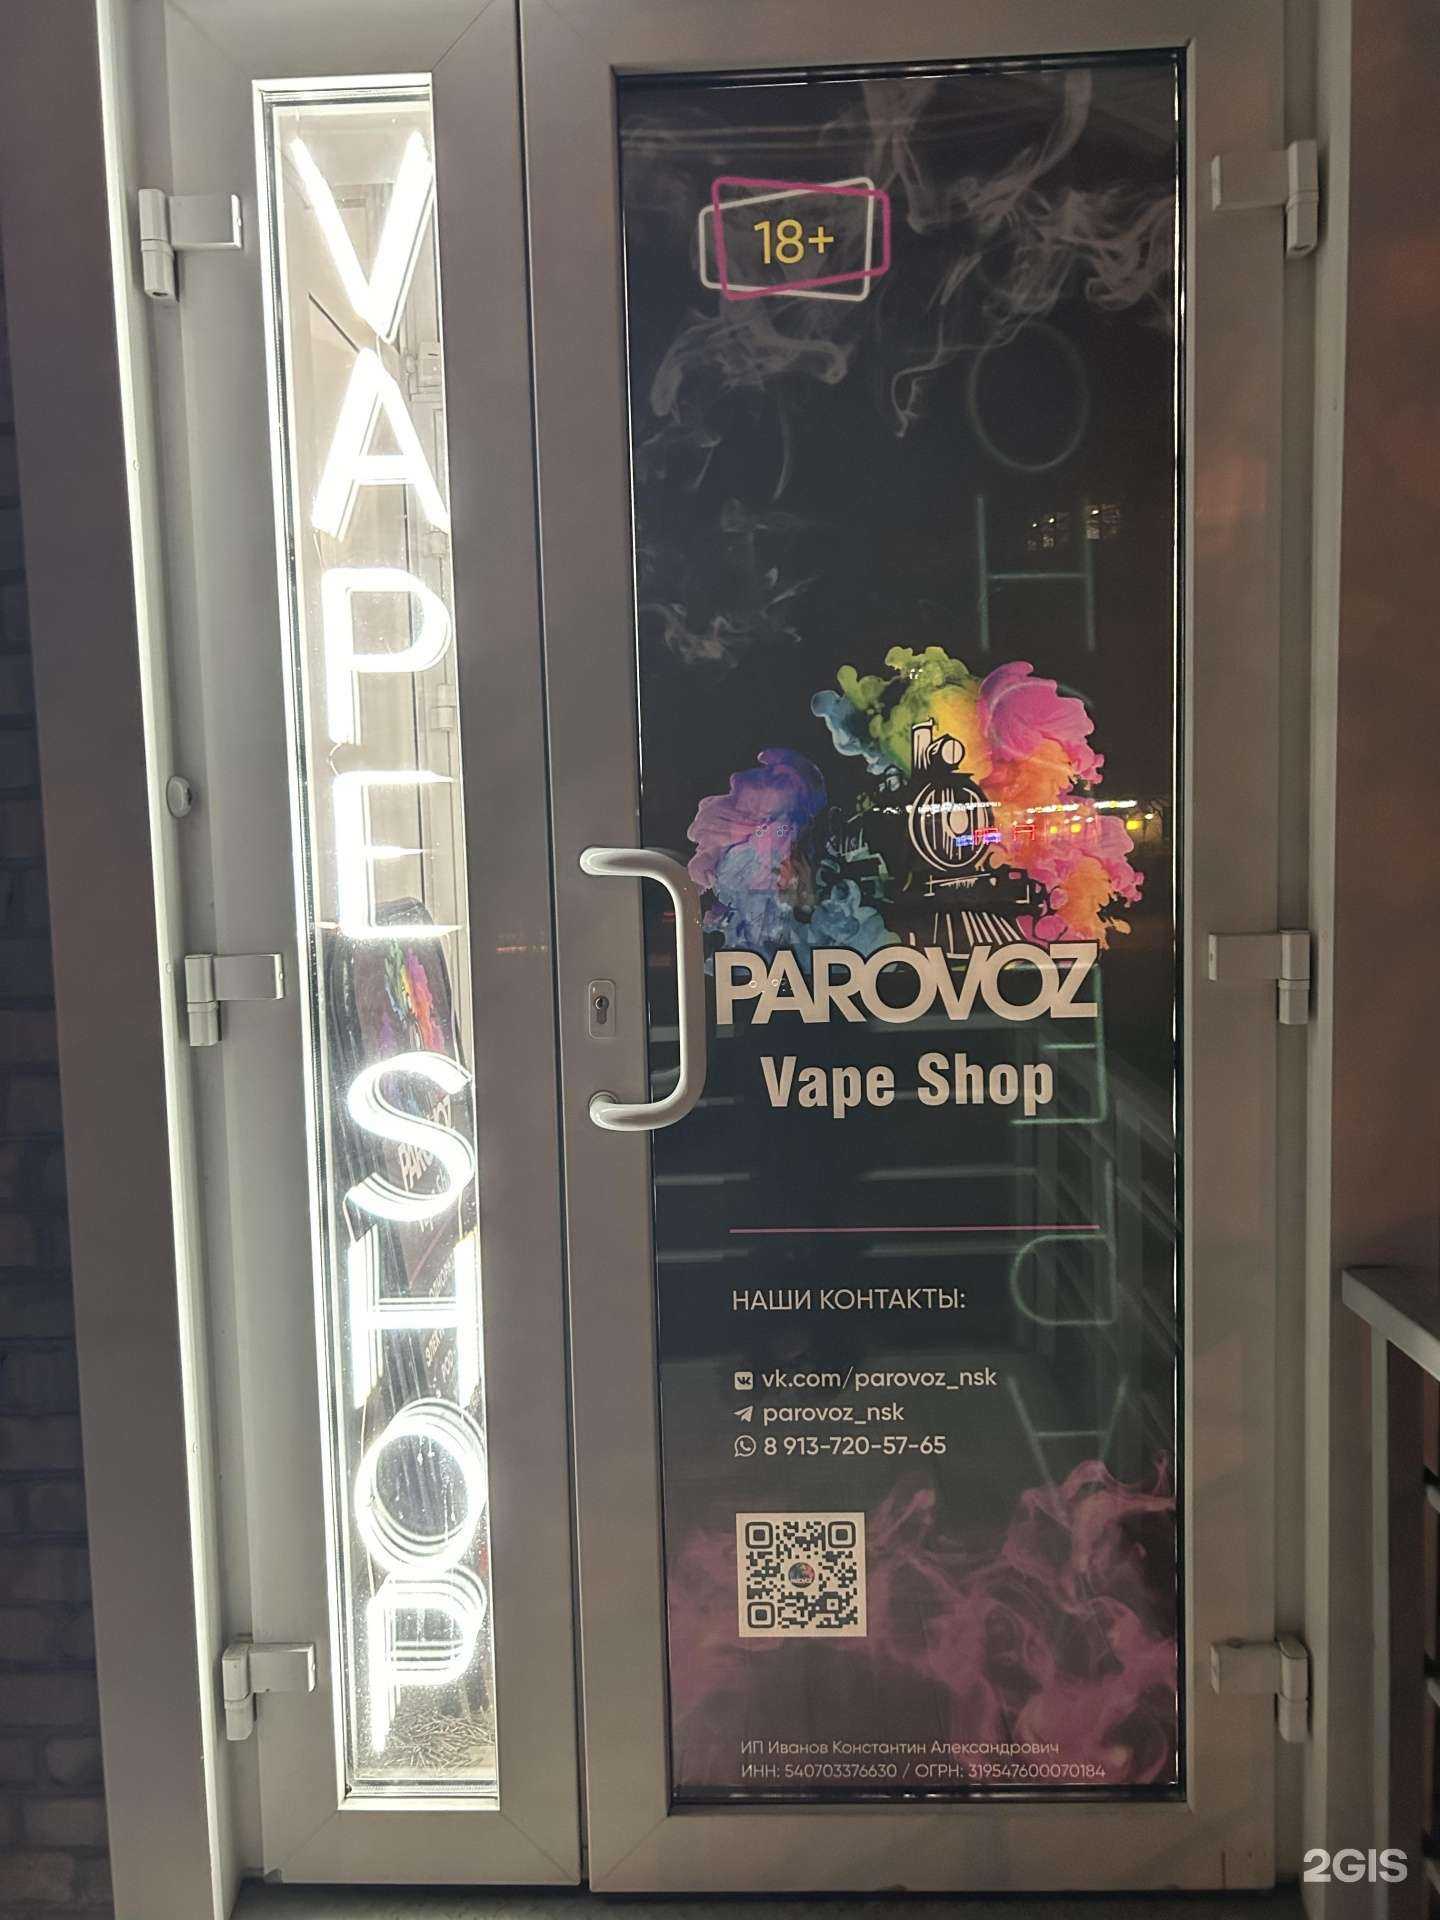 VAPE SHOP
18+
PAROVOZ
Vape Shop
НАШИ КОНТАКТЫ:
vk.com/parovoz_nsk
parovoz_nsk
8 913-720-57-65
ИП Иванов Константин Александрович
ИНН: 540703376630 / ОГРН: 319547600070184
2GIS